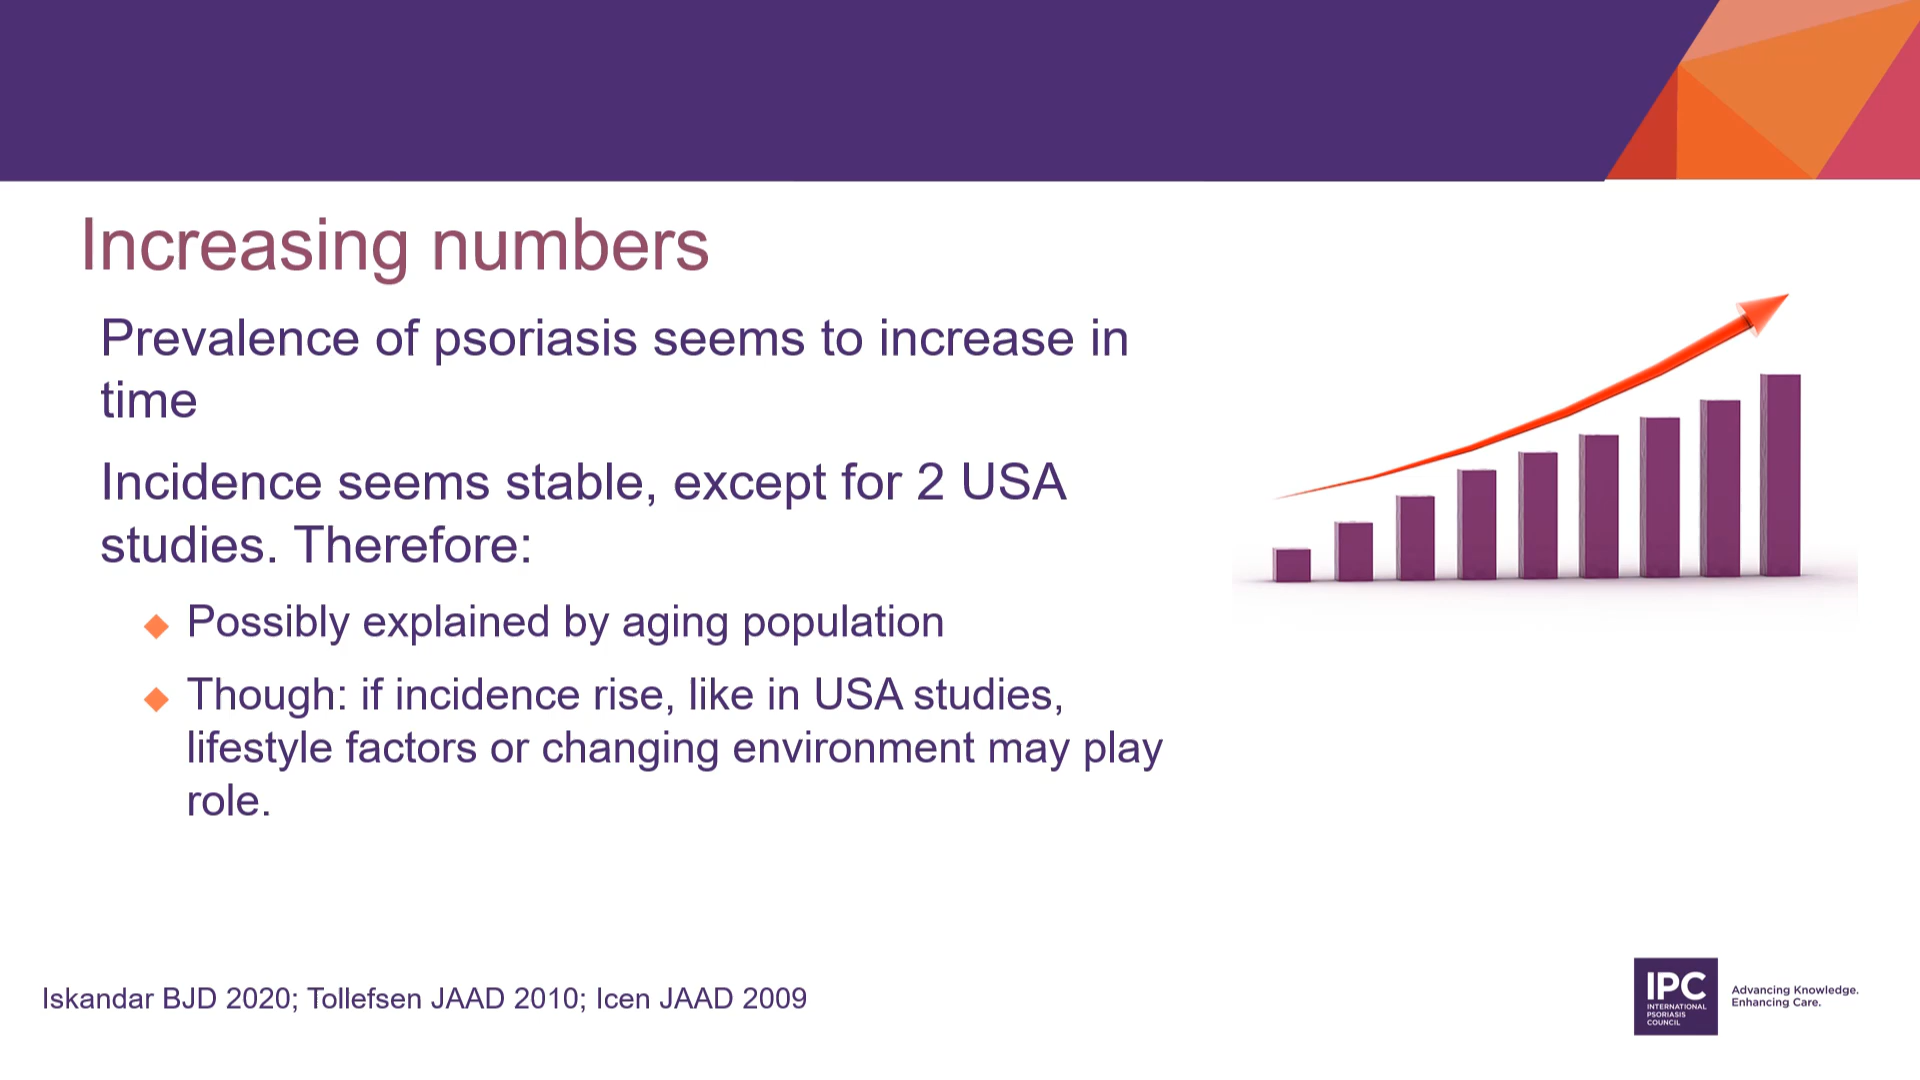 Increasing numbers
Prevalence of psoriasis seems to increase in
time
Incidence seems stable, except for 2 USA
studies. Therefore:
Possibly explained by aging population
Though: if incidence rise, like in USA studies,
lifestyle factors or changing environment may play
role.
Iskandar BJD 2020; Tollefsen JAAD 2010; Icen JAAD 2009
IPC
INTERNATIONAL
PSORIASIS
COUNCIL
Advancing Knowledge.
Enhancing Care.